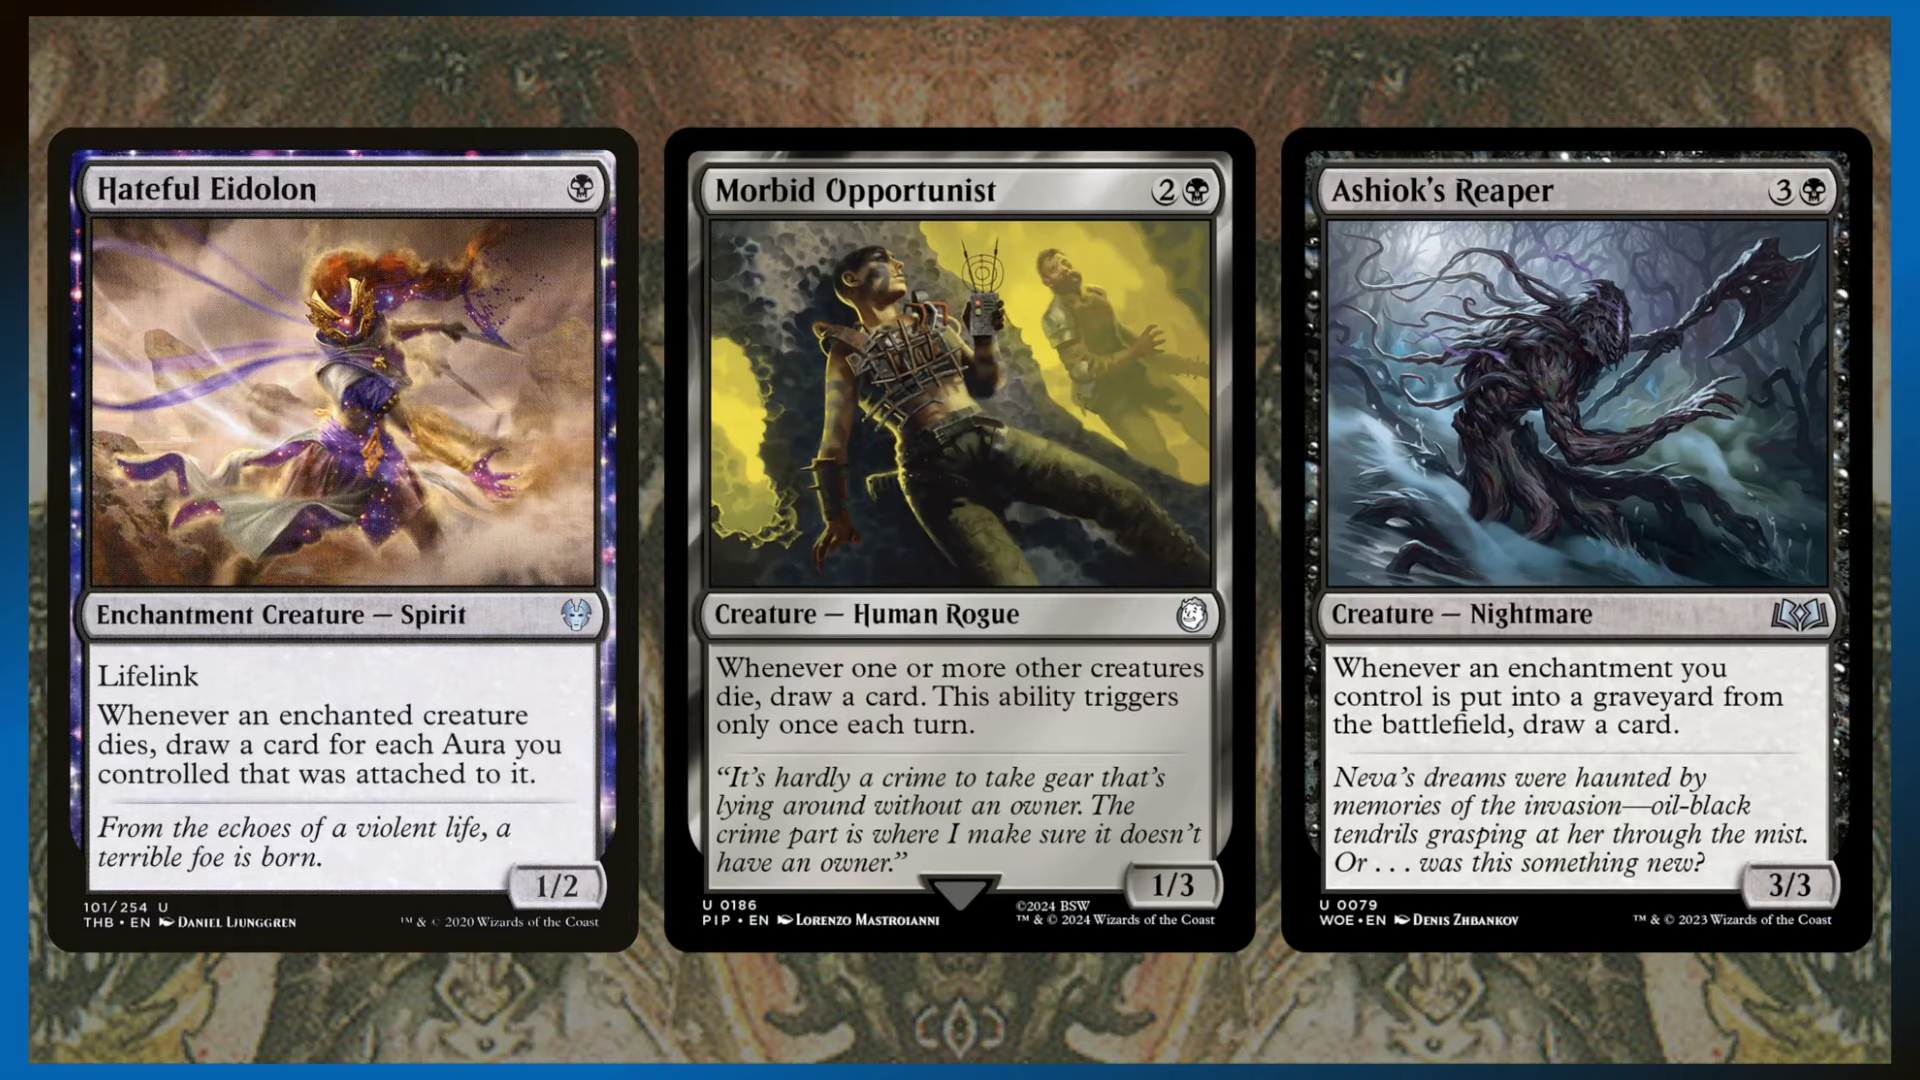 Hateful Eidolon
Enchantment Creature — Spirit
Lifelink
Whenever an enchanted creature
dies, draw a card for each Aura you
controlled that was attached to it.
From the echoes of a violent life, a
terrible foe is born.
1/2
101/254 U
THB • EN DANIEL LJUNGGREN
™ & © 2020 Wizards of the Coast
Morbid Opportunist
2
Creature — Human Rogue
Whenever one or more other creatures
die, draw a card. This ability triggers
only once each turn.
“It’s hardly a crime to take gear that’s
lying around without an owner. The
crime part is where I make sure it doesn’t
have an owner.”
1/3
U 0186
PIP • EN LORENZO MASTROIANNI
©2024 BSW
™ & © 2024 Wizards of the Coast
Ashiok's Reaper
3
Creature — Nightmare
Whenever an enchantment you
control is put into a graveyard from
the battlefield, draw a card.
Neva’s dreams were haunted by
memories of the invasion—oil-black
tendrils grasping at her through the mist.
Or . . . was this something new?
3/3
U 0079
WOE • EN DENIS ZHBANKOV
™ & © 2023 Wizards of the Coast